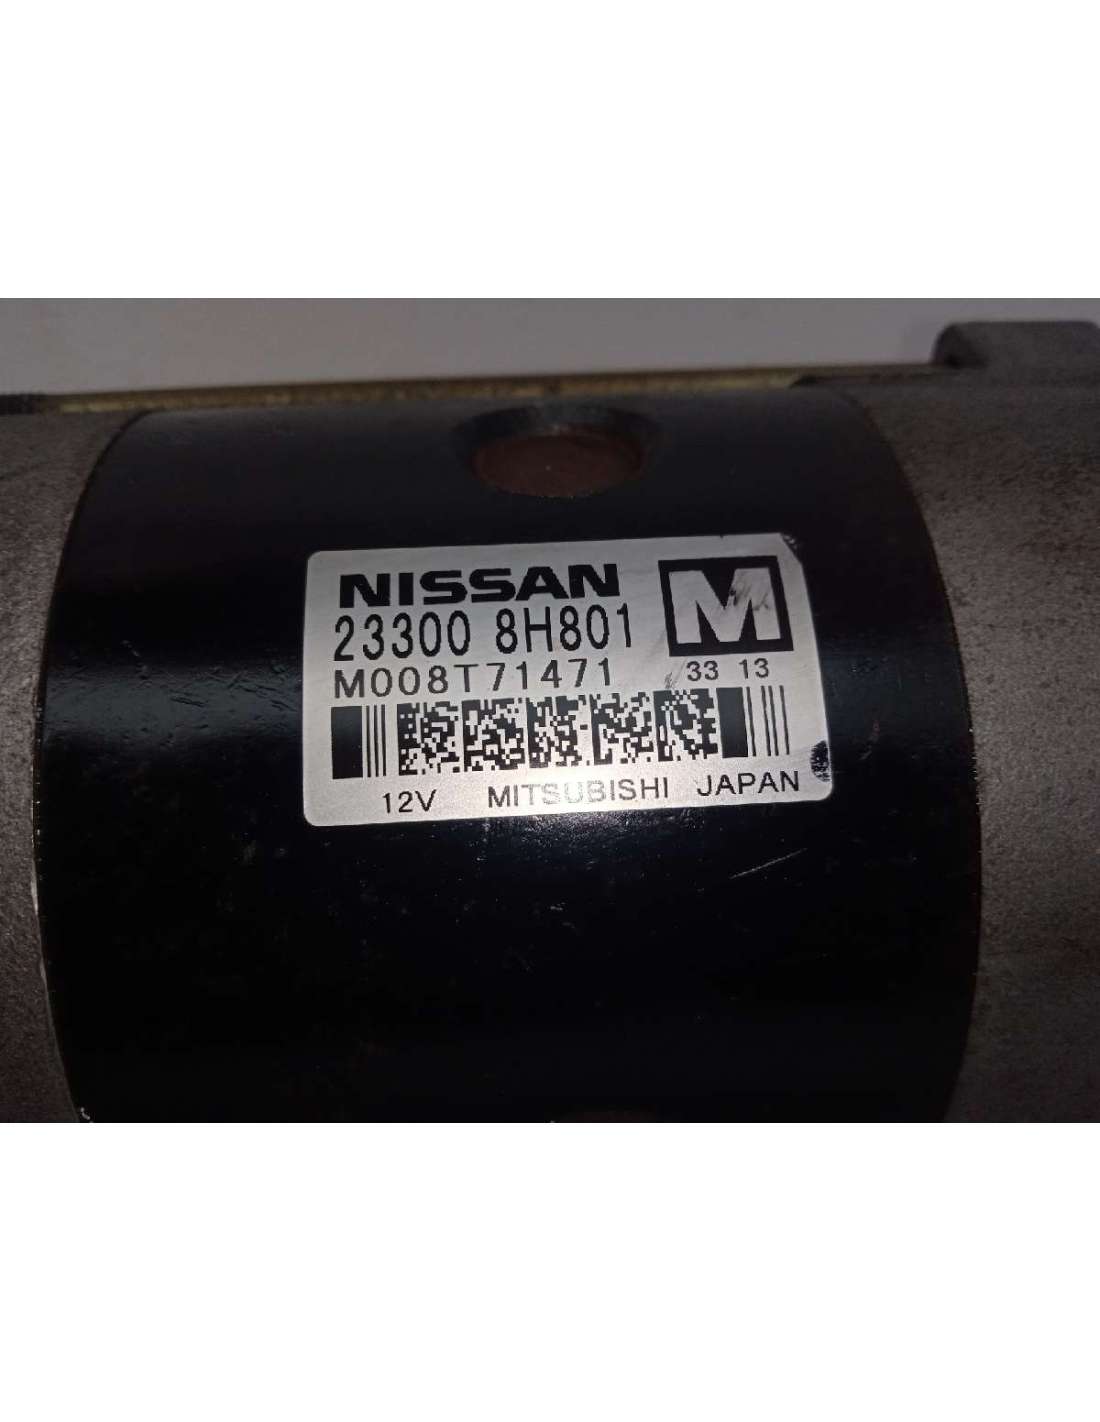 NISSAN M
23300 8H801
M008T71471 33 13
12V MITSUBISHI JAPAN